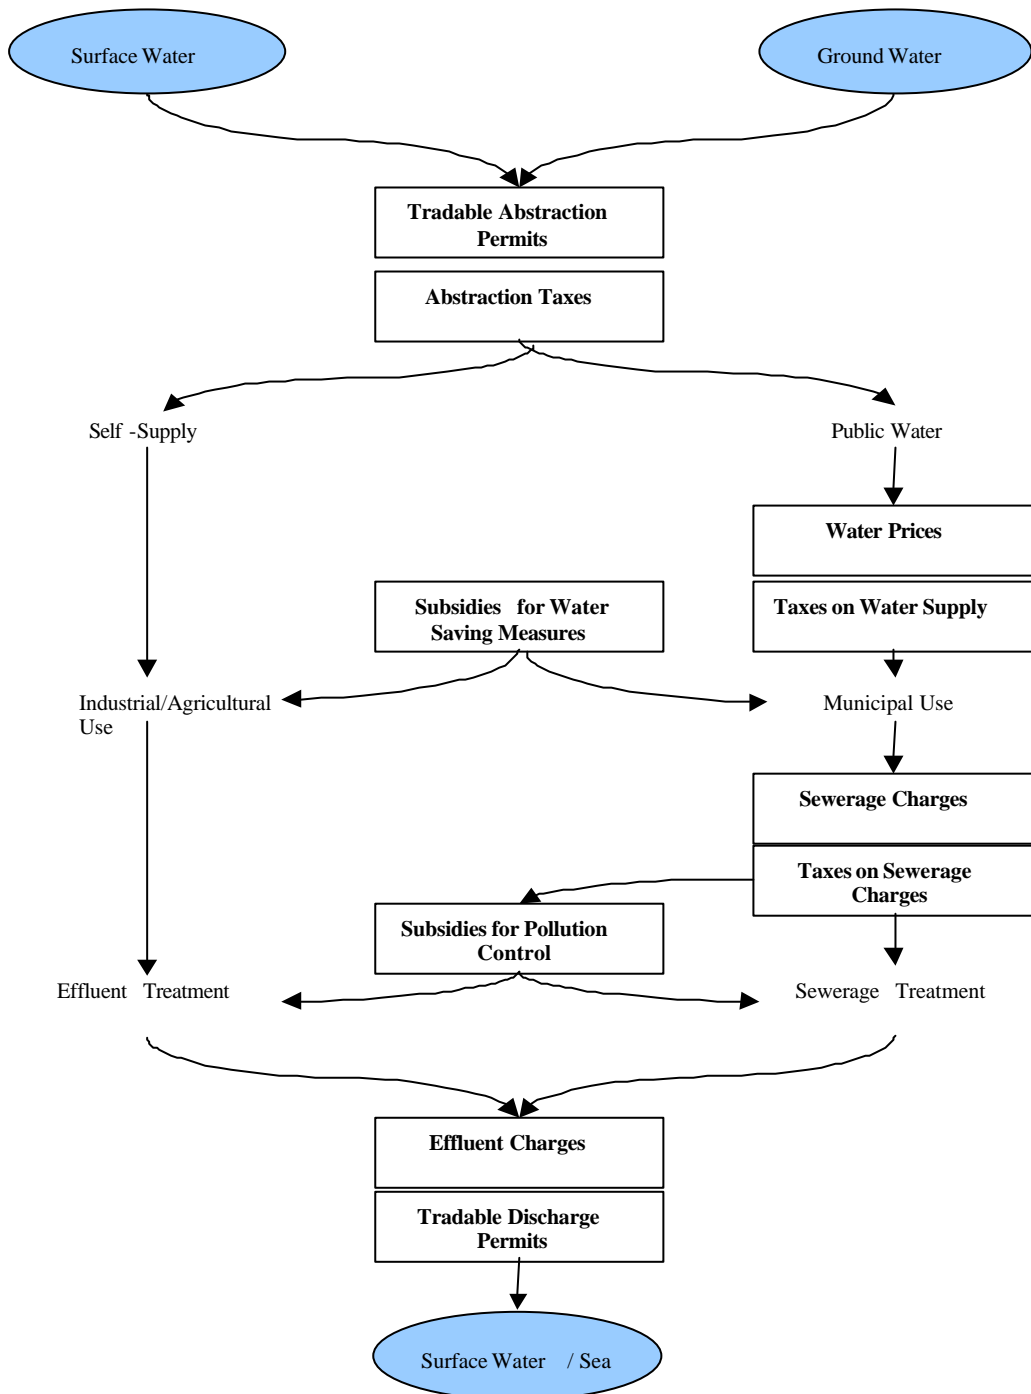 Surface Water
Ground Water
Tradable Abstraction
Permits
Abstraction Taxes
Self -Supply
Public Water
Water Prices
Subsidies for Water
Saving Measures
Taxes on Water Supply
Industrial/Agricultural
Use
Municipal Use
Sewerage Charges
Taxes on Sewerage
Charges
Subsidies for Pollution
Control
Effluent Treatment
Sewerage Treatment
Effluent Charges
Tradable Discharge
Permits
Surface Water / Sea